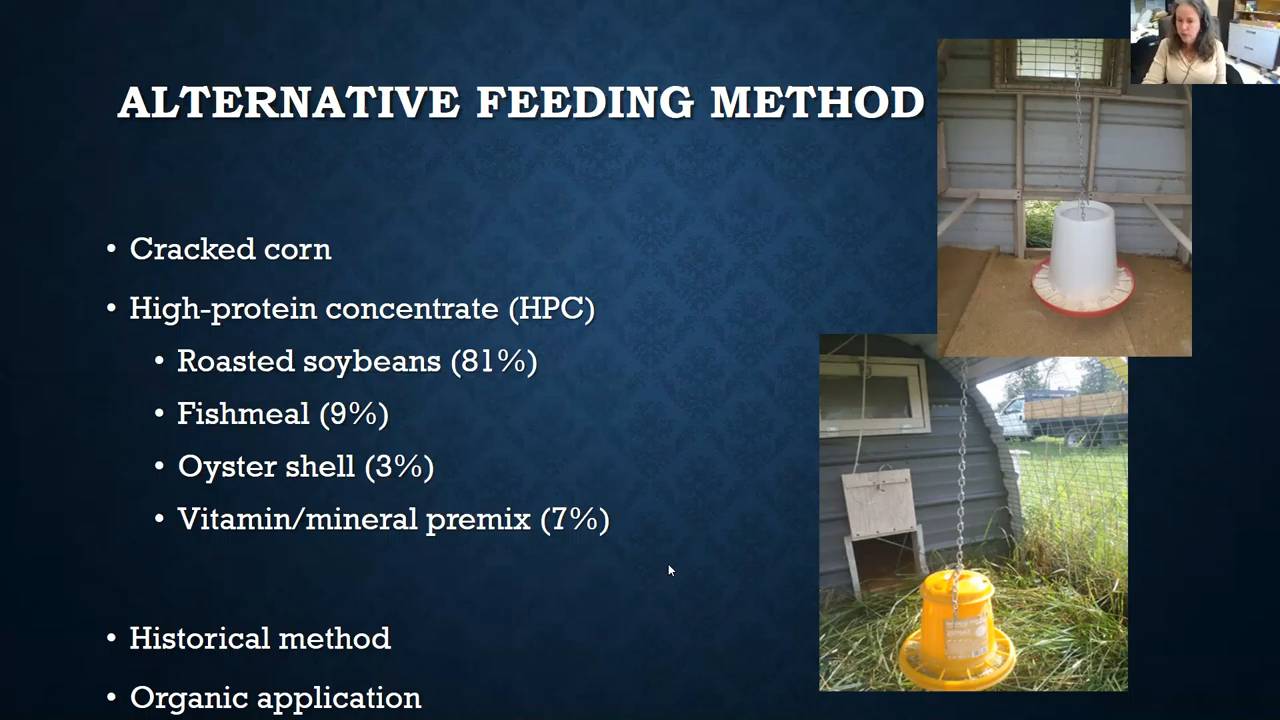 ALTERNATIVE FEEDING METHOD
• Cracked corn
• High-protein concentrate (HPC)
• Roasted soybeans (81%)
• Fishmeal (9%)
• Oyster shell (3%)
• Vitamin/mineral premix (7%)
• Historical method
• Organic application